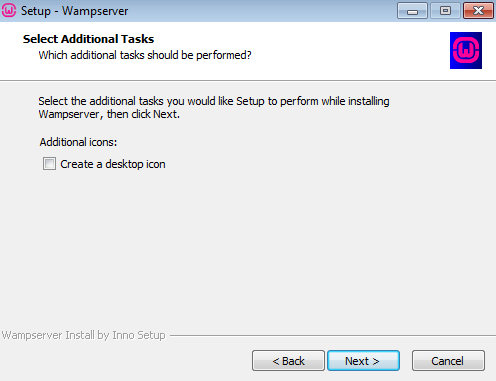 Setup - Wampserver
Select Additional Tasks
Which additional tasks should be performed?
Select the additional tasks you would like Setup to perform while installing
Wampserver, then click Next.
Additional icons:
Create a desktop icon
Wampserver Install by Inno Setup
< Back Next > Cancel